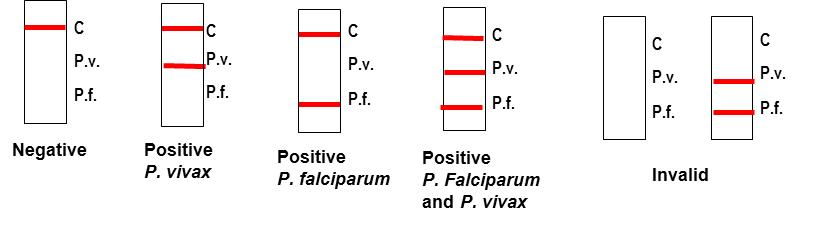 C
P.v.
P.f.
Negative
C
P.v.
P.f.
Positive
P. vivax
C
P.v.
P.f.
Positive
P. falciparum
C
P.v.
P.f.
Positive
P. Falciparum
and P. vivax
C
P.v.
P.f.
C
P.v.
P.f.
Invalid